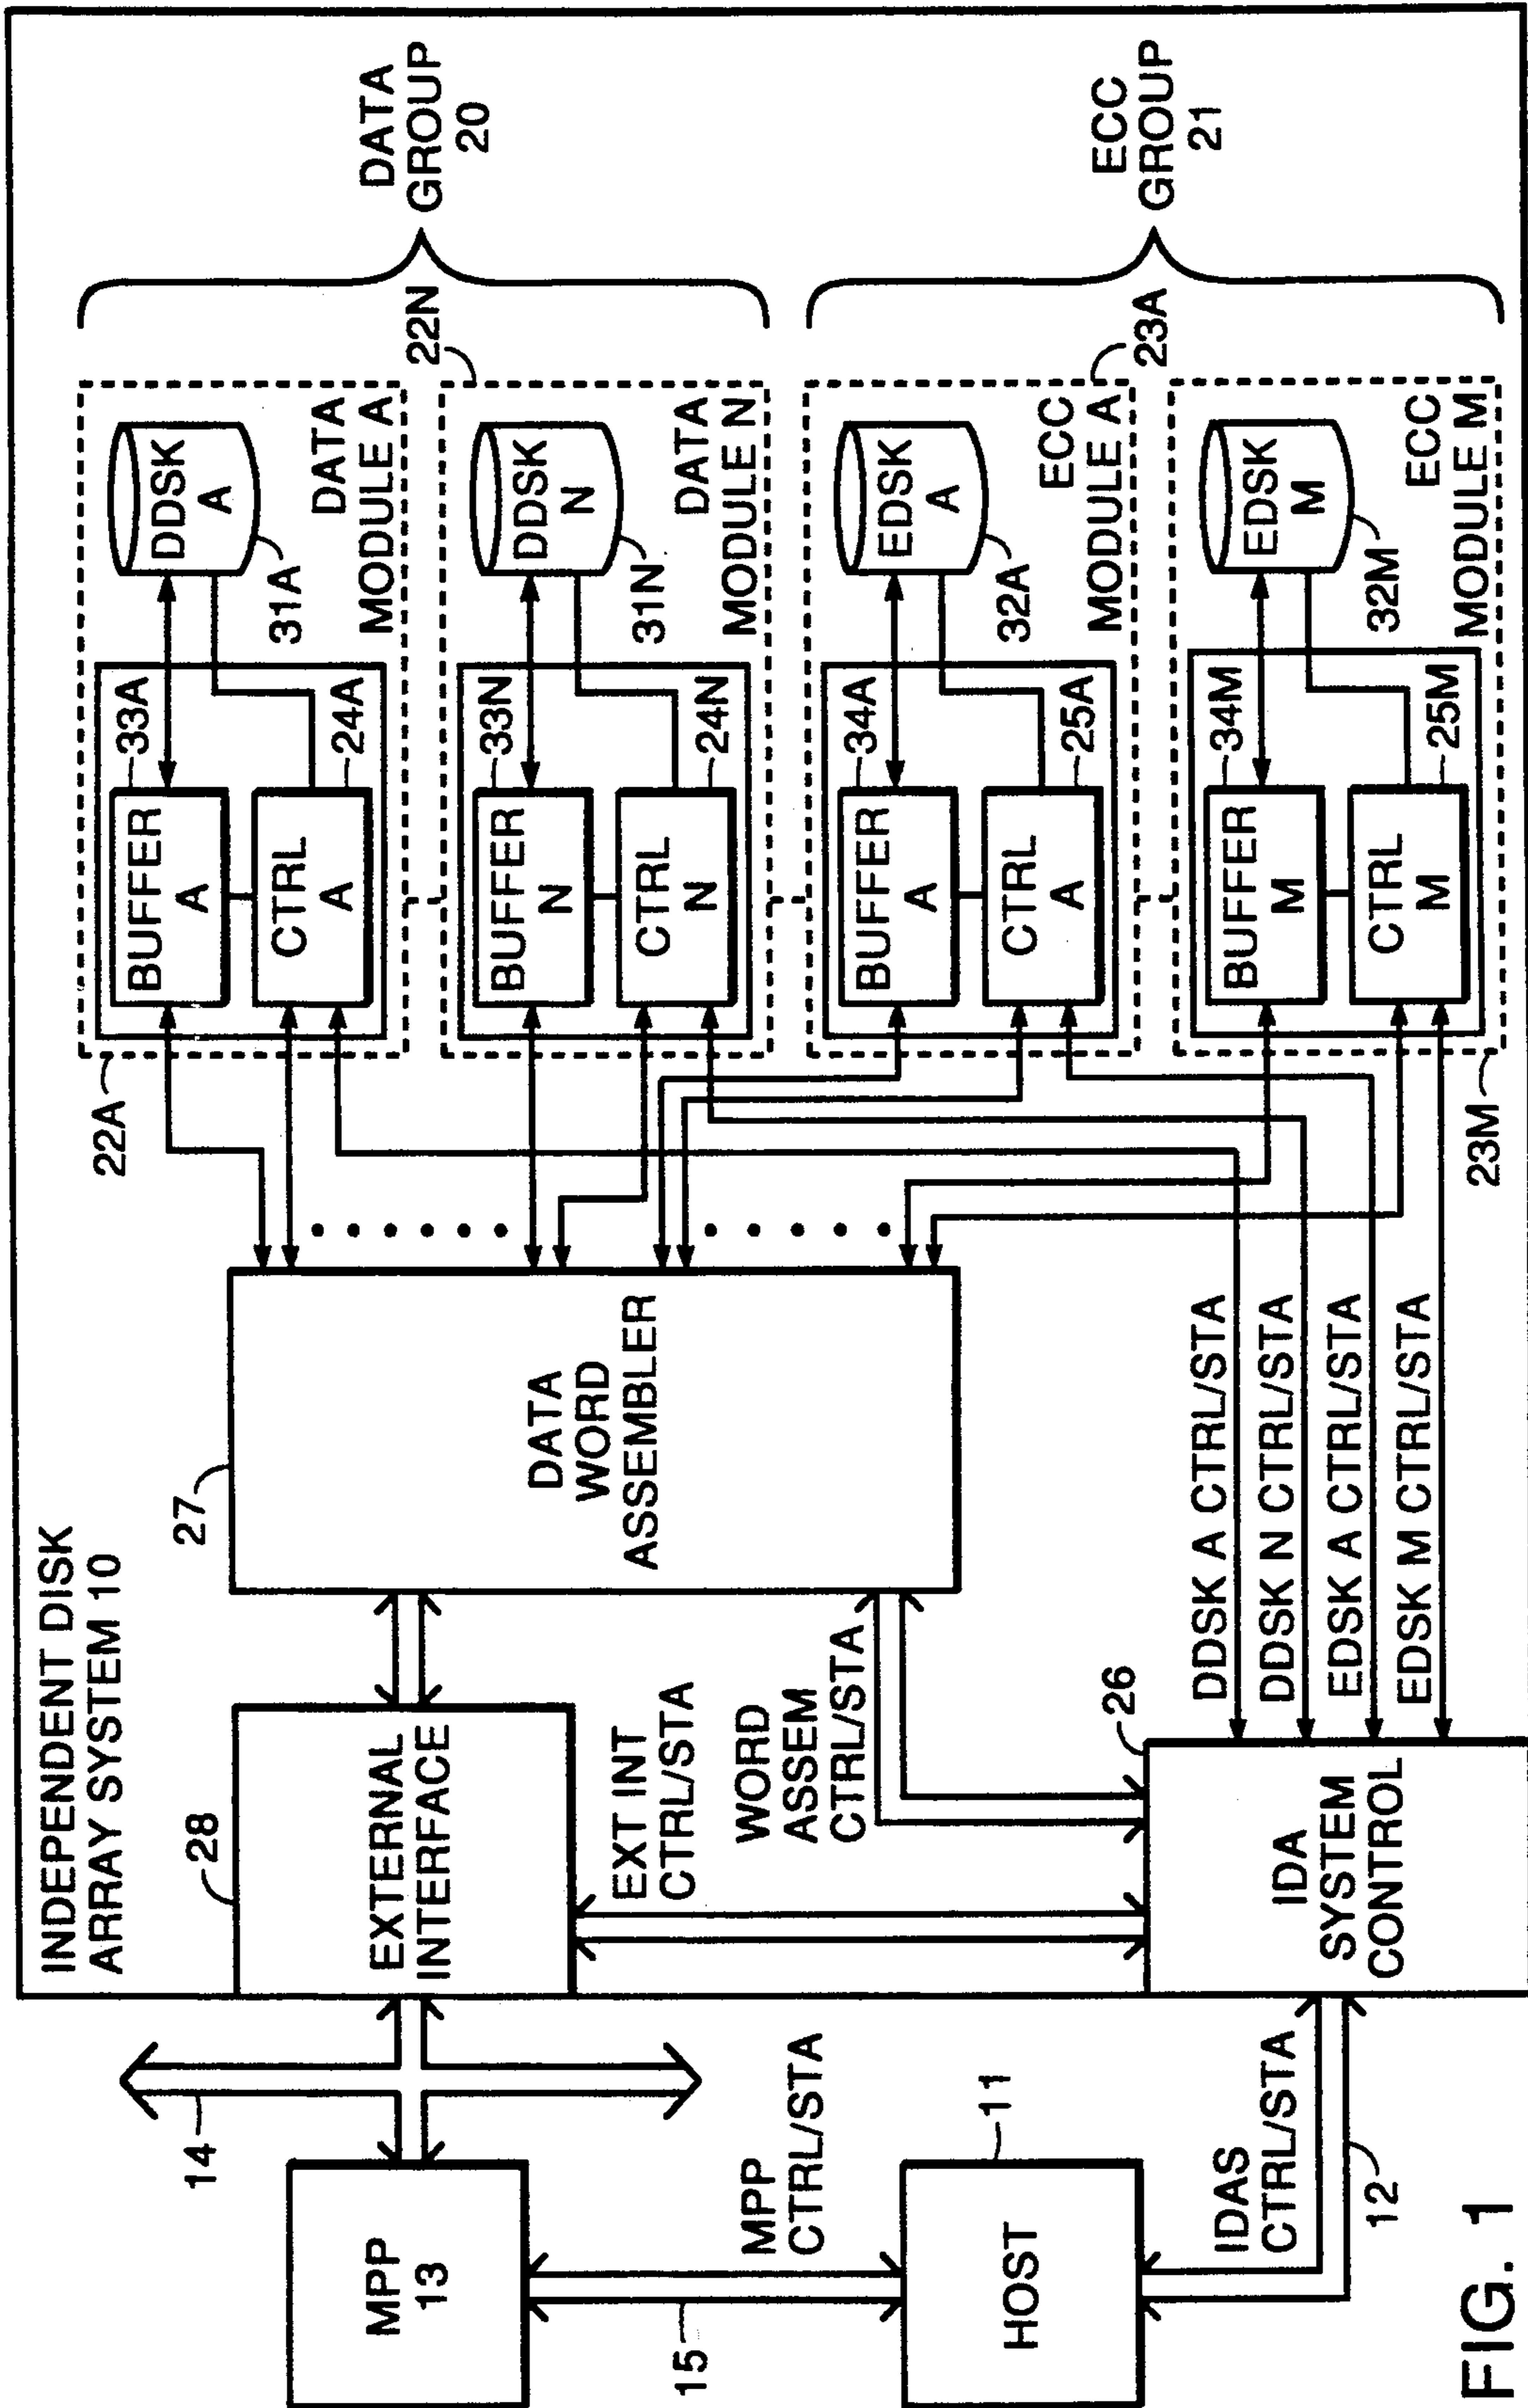 INDEPENDENT DISK
ARRAY SYSTEM 10
MPP
13
14
15
MPP
CTRL/STA
HOST
11
IDAS
CTRL/STA
12
28
EXTERNAL
INTERFACE
EXT INT
CTRL/STA
WORD
ASSEM
CTRL/STA
26
IDA
SYSTEM
CONTROL
27
DATA
WORD
ASSEMBLER
DDSK A CTRL/STA
DDSK N CTRL/STA
EDSK A CTRL/STA
EDSK M CTRL/STA
22A
BUFFER
A
33A
CTRL
A
24A
DDSK
A
31A
DATA
MODULE A
22N
BUFFER
N
33N
CTRL
N
24N
DDSK
N
31N
DATA
MODULE N
DATA
GROUP
20
23A
BUFFER
A
34A
CTRL
A
25A
EDSK
A
32A
ECC
MODULE A
23M
BUFFER
M
34M
CTRL
M
25M
EDSK
M
32M
ECC
MODULE M
ECC
GROUP
21
FIG. 1